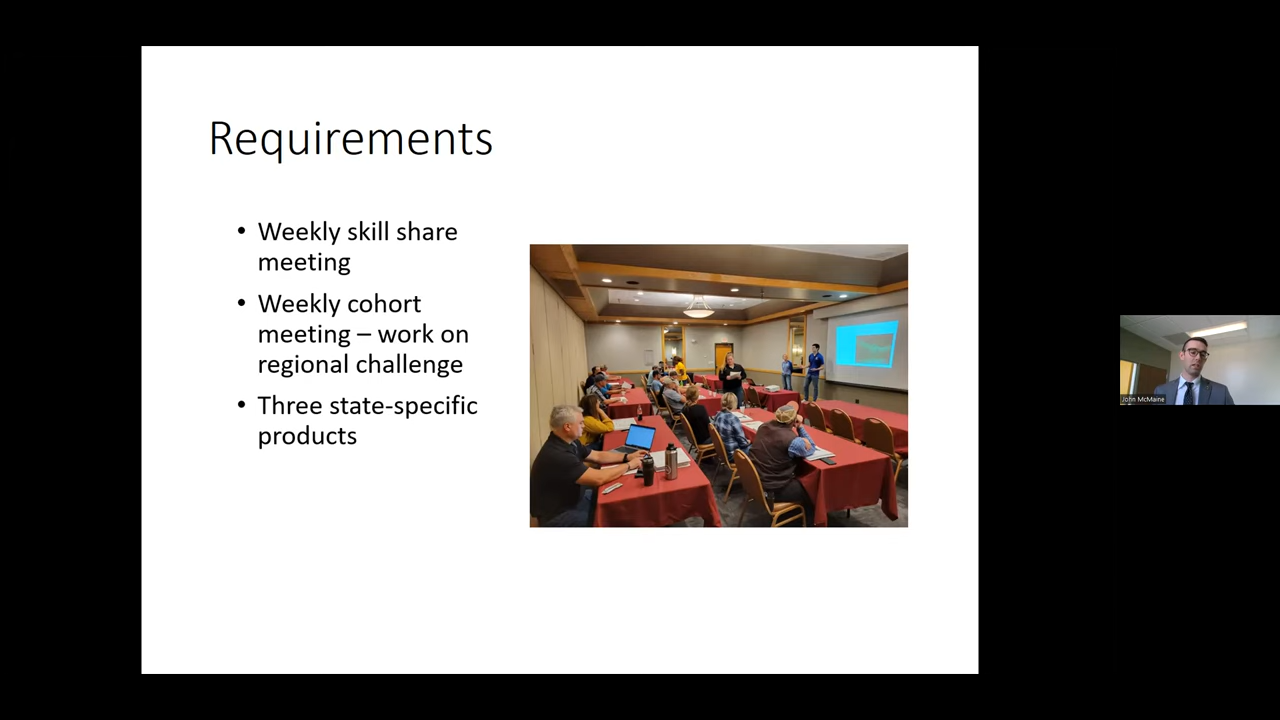 Requirements
• Weekly skill share
meeting
• Weekly cohort
meeting – work on
regional challenge
• Three state-specific
products
John McMaine